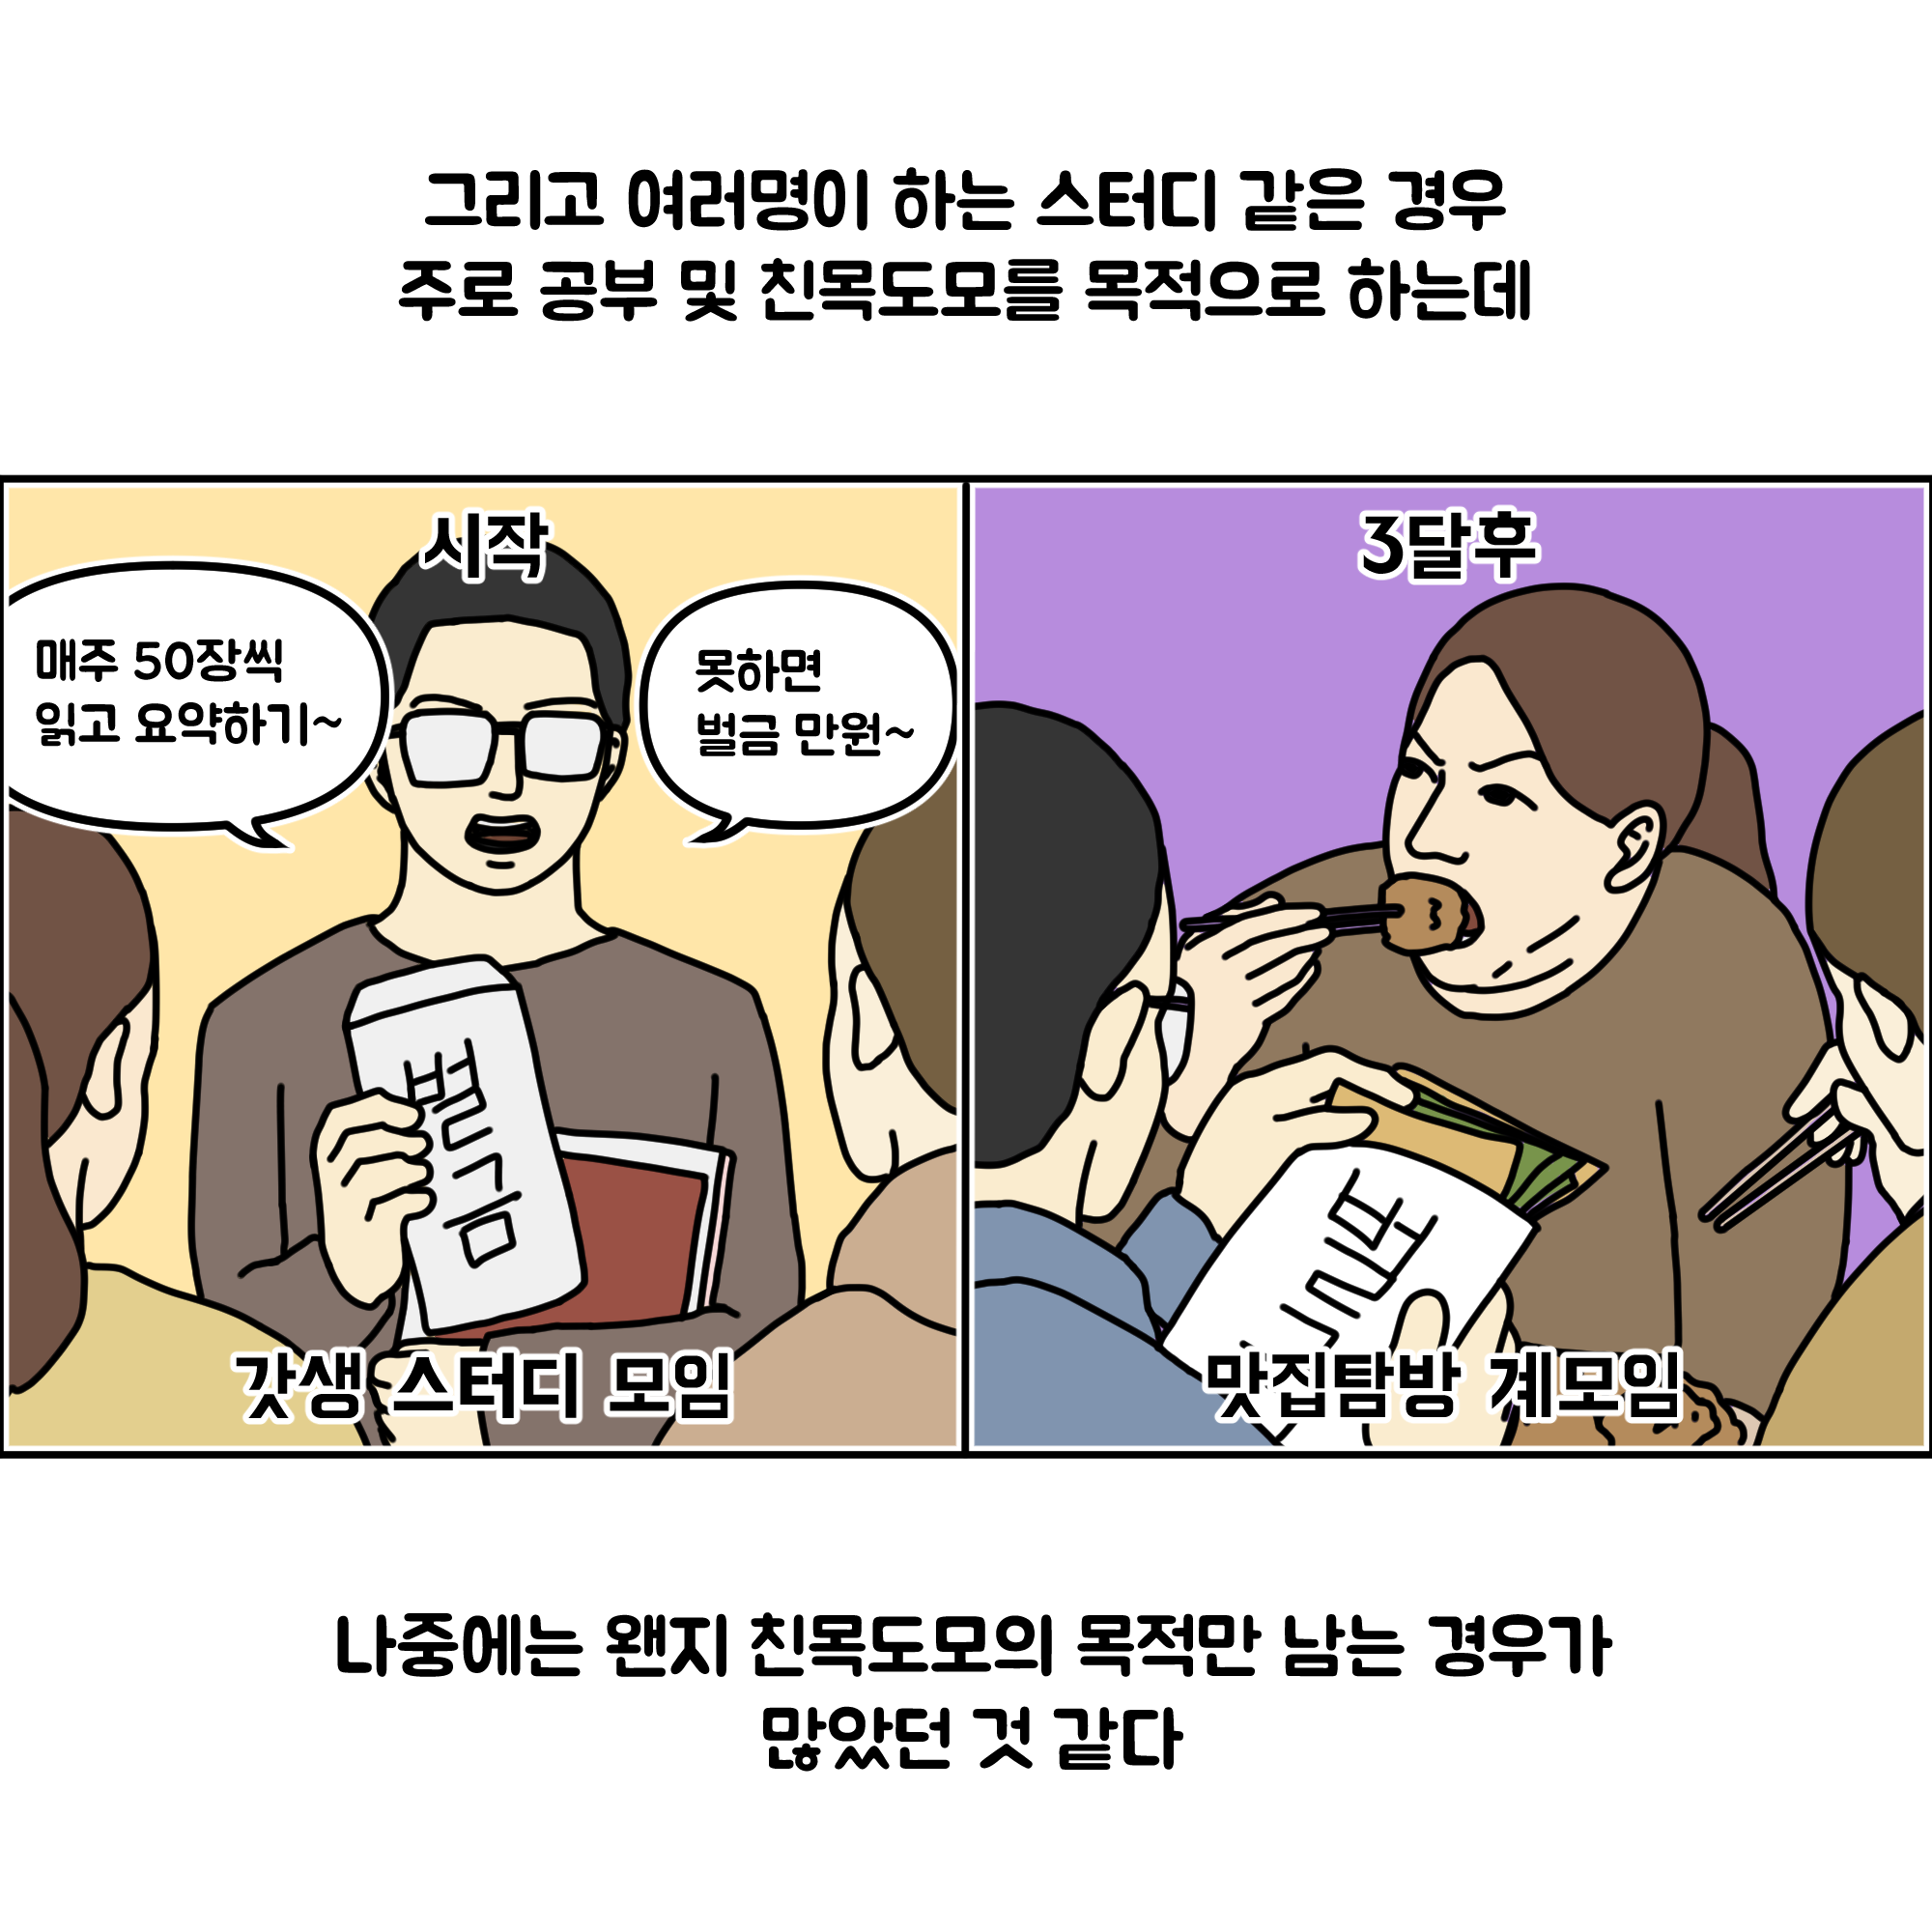 그리고 여러명이 하는 스터디 같은 경우
주로 공부 및 친목도모를 목적으로 하는데
시작
매주 50장씩
읽고 요약하기~
못하면
벌금 만원~
갓생 스터디 모임
3달후
맛집탐방 계모임
나중에는 왠지 친목도모의 목적만 남는 경우가
많았던 것 같다